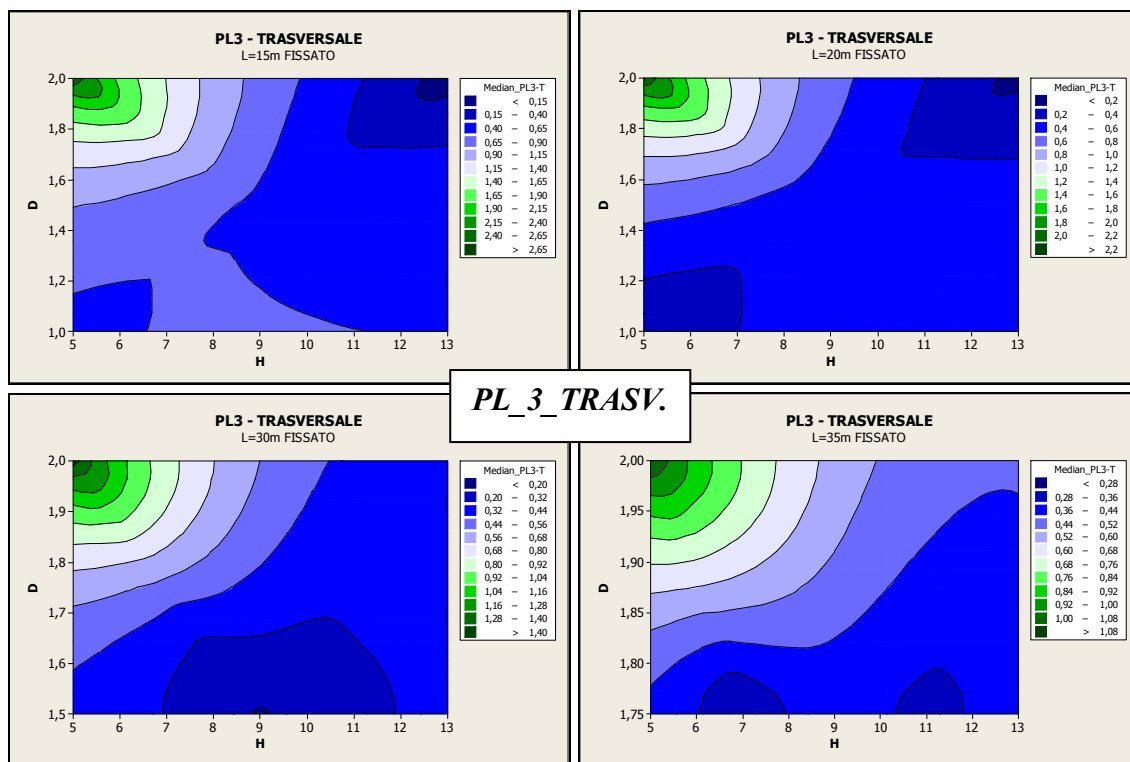 PL3 - TRASVERSALE
L=15m FISSATO
Median_PL3-T
< 0,15
0,15 – 0,40
0,40 – 0,65
0,65 – 0,90
0,90 – 1,15
1,15 – 1,40
1,40 – 1,65
1,65 – 1,90
1,90 – 2,15
2,15 – 2,40
2,40 – 2,65
> 2,65
2,0
1,8
1,6
1,4
1,2
1,0
D
5 6 7 8 9 10 11 12 13
H
PL3 - TRASVERSALE
L=20m FISSATO
Median_PL3-T
< 0,2
0,2 – 0,4
0,4 – 0,6
0,6 – 0,8
0,8 – 1,0
1,0 – 1,2
1,2 – 1,4
1,4 – 1,6
1,6 – 1,8
1,8 – 2,0
2,0 – 2,2
> 2,2
2,0
1,8
1,6
1,4
1,2
1,0
D
5 6 7 8 9 10 11 12 13
H
PL_3_TRASV.
PL3 - TRASVERSALE
L=30m FISSATO
Median_PL3-T
< 0,20
0,20 – 0,32
0,32 – 0,44
0,44 – 0,56
0,56 – 0,68
0,68 – 0,80
0,80 – 0,92
0,92 – 1,04
1,04 – 1,16
1,16 – 1,28
1,28 – 1,40
> 1,40
2,0
1,9
1,8
1,7
1,6
1,5
D
5 6 7 8 9 10 11 12 13
H
PL3 - TRASVERSALE
L=35m FISSATO
Median_PL3-T
< 0,28
0,28 – 0,36
0,36 – 0,44
0,44 – 0,52
0,52 – 0,60
0,60 – 0,68
0,68 – 0,76
0,76 – 0,84
0,84 – 0,92
0,92 – 1,00
1,00 – 1,08
> 1,08
2,00
1,95
1,90
1,85
1,80
1,75
D
5 6 7 8 9 10 11 12 13
H